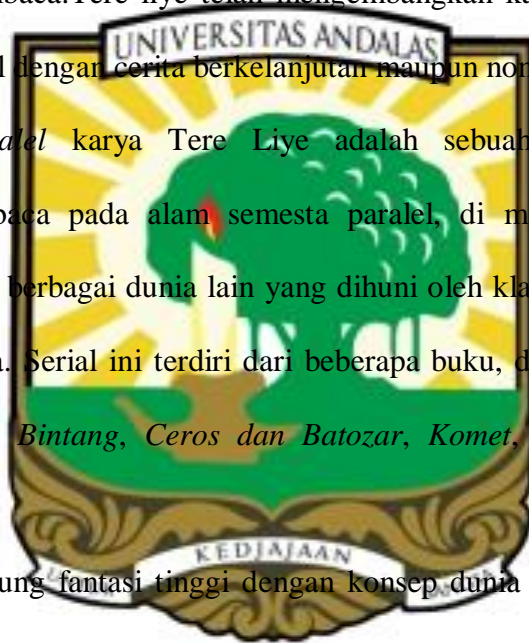 baca.Tere liye telah mengembangkan
UNIVERSITAS ANDALAS
l dengan cerita berkelanjutan maupun non
alel karya Tere Liye adalah sebuah
baca pada alam semesta paralel, di m
berbagai dunia lain yang dihuni oleh kla
a. Serial ini terdiri dari beberapa buku, d
Bintang, Ceros dan Batozar, Komet,
KEDJAJAAN
ung fantasi tinggi dengan konsep dunia